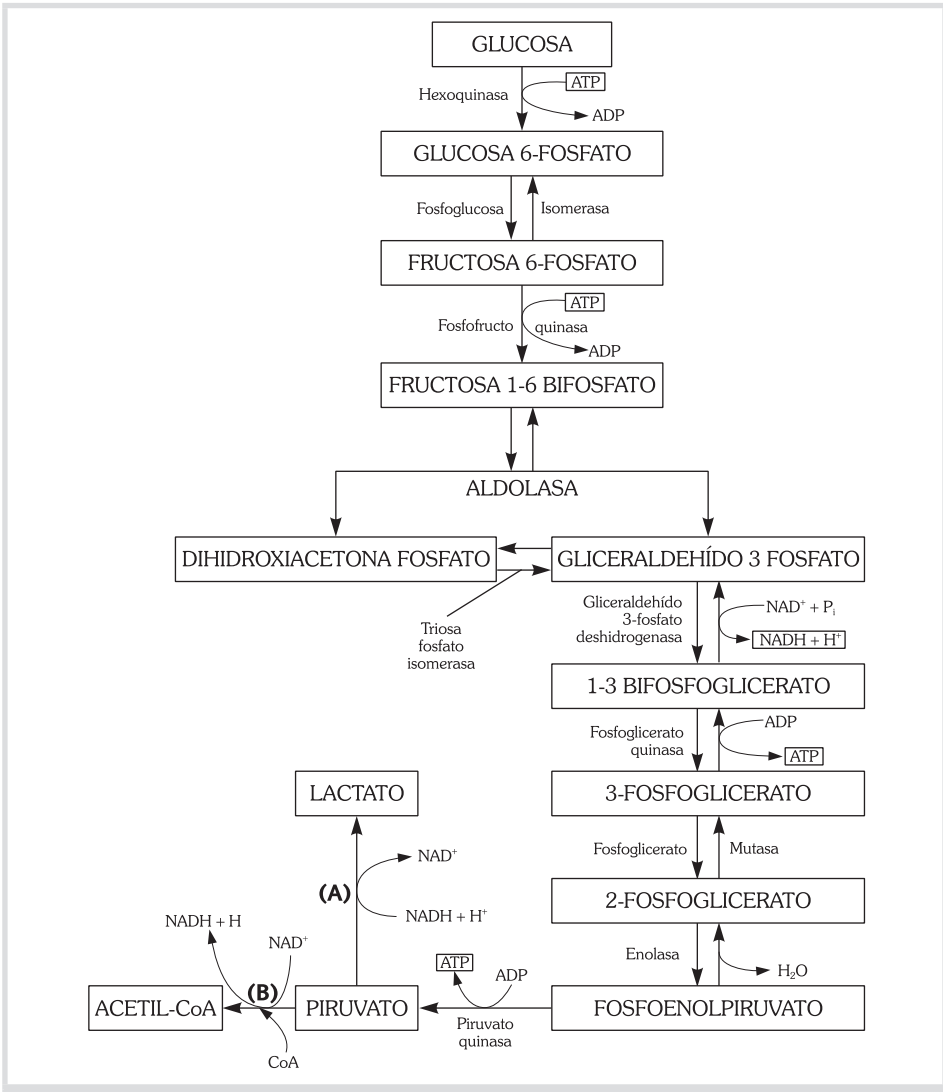 GLUCOSA
Hexoquinasa
ATP
ADP
GLUCOSA 6-FOSFATO
Fosfoglucosa
Isomerasa
FRUCTOSA 6-FOSFATO
ATP
Fosfofructo
quinasa
ADP
FRUCTOSA 1-6 BIFOSFATO
ALDOLASA
DIHIDROXIACETONA FOSFATO
GLICERALDEHÍDO 3 FOSFATO
Triosa
fosfato
isomerasa
Gliceraldehído
3-fosfato
deshidrogenasa
NAD⁺ + Pᵢ
NADH + H⁺
1-3 BIFOSFOGLICERATO
Fosfoglicerato
quinasa
ADP
ATP
3-FOSFOGLICERATO
Fosfoglicerato
Mutasa
2-FOSFOGLICERATO
Enolasa
H₂O
FOSFOENOLPIRUVATO
ATP
ADP
Piruvato
quinasa
PIRUVATO
LACTATO
(A)
NAD⁺
NADH + H⁺
NADH + H
NAD⁺
(B)
CoA
ACETIL-CoA